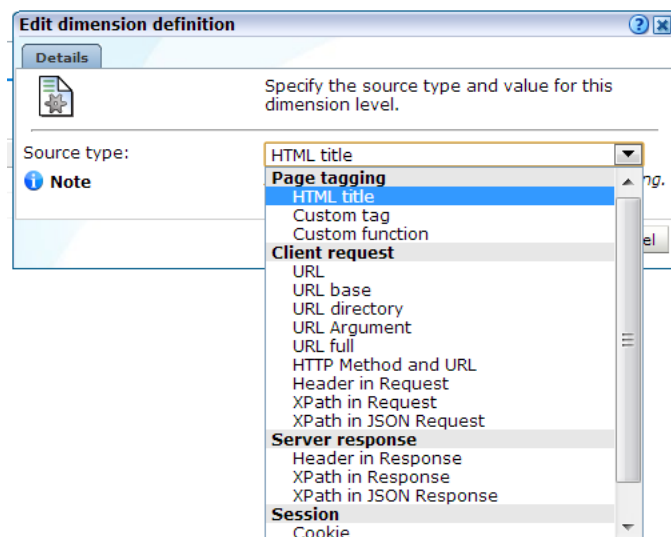 Edit dimension definition
Details
Specify the source type and value for this
dimension level.
Source type:
HTML title
Note
ng.
Page tagging
HTML title
Custom tag
Custom function
Client request
URL
URL base
URL directory
URL Argument
URL full
HTTP Method and URL
Header in Request
XPath in Request
XPath in JSON Request
Server response
Header in Response
XPath in Response
XPath in JSON Response
Session
Cookie
el